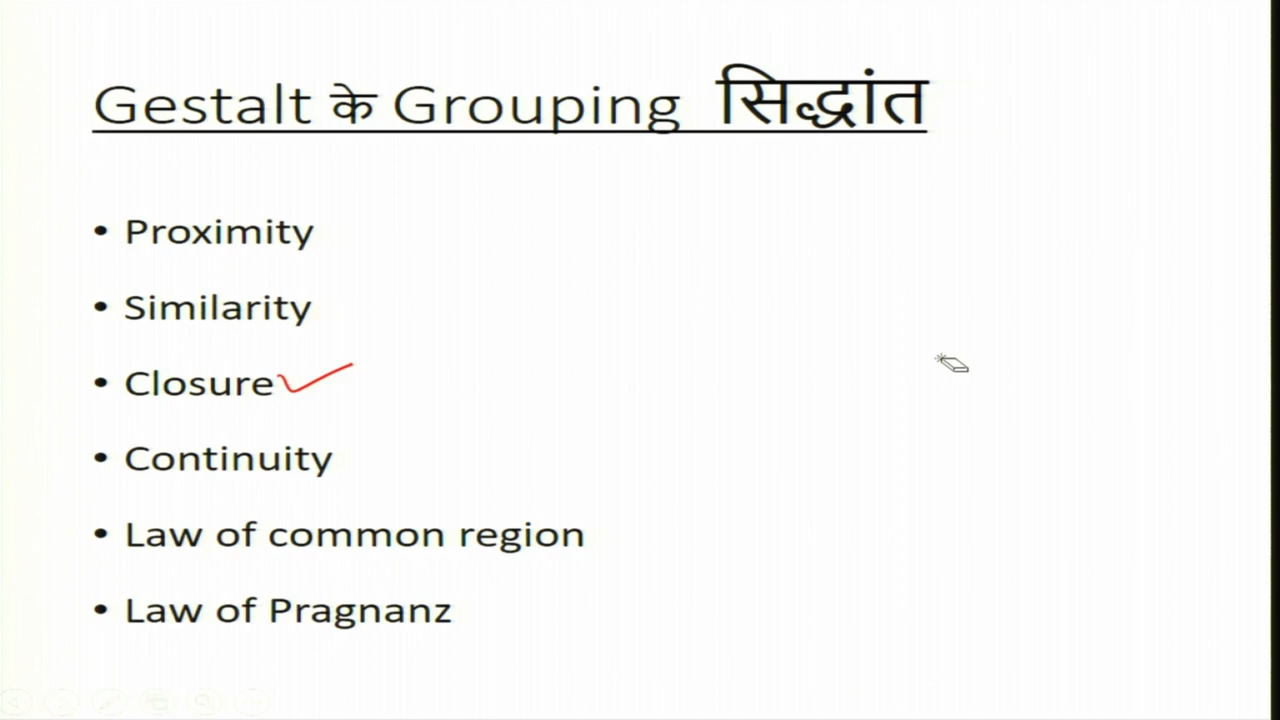 Gestalt के Grouping सिद्धांत
• Proximity
• Similarity
• Closure
• Continuity
• Law of common region
• Law of Pragnanz